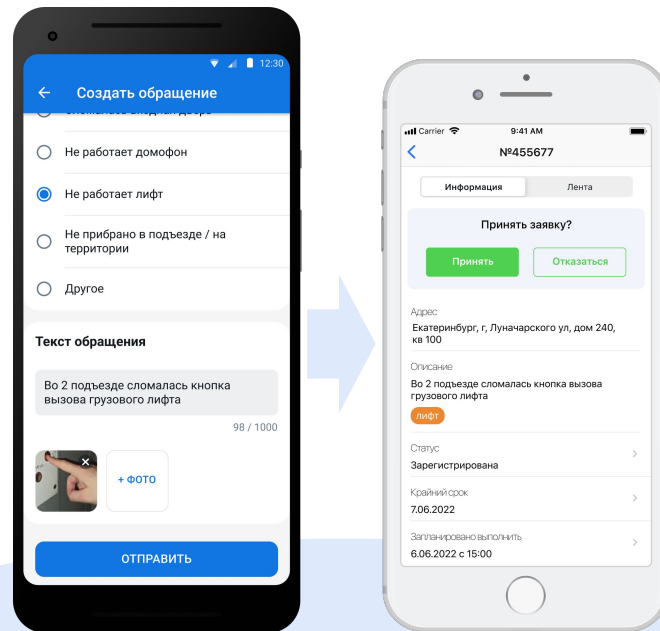 12:30
Создать обращение
Не работает домофон
Не работает лифт
Не прибрано в подъезде / на
территории
Другое
Текст обращения
Во 2 подъезде сломалась кнопка
вызова грузового лифта
98 / 1000
+ ФОТО
ОТПРАВИТЬ
Carrier
9:41 AM
№455677
Информация
Лента
Принять заявку?
Принять
Отказаться
Адрес
Екатеринбург, г, Луначарского ул, дом 240,
кв 100
Описание
Во 2 подъезде сломалась кнопка вызова
грузового лифта
лифт
Статус
Зарегистрирована
Крайний срок
7.06.2022
Запланировано выполнить
6.06.2022 с 15:00